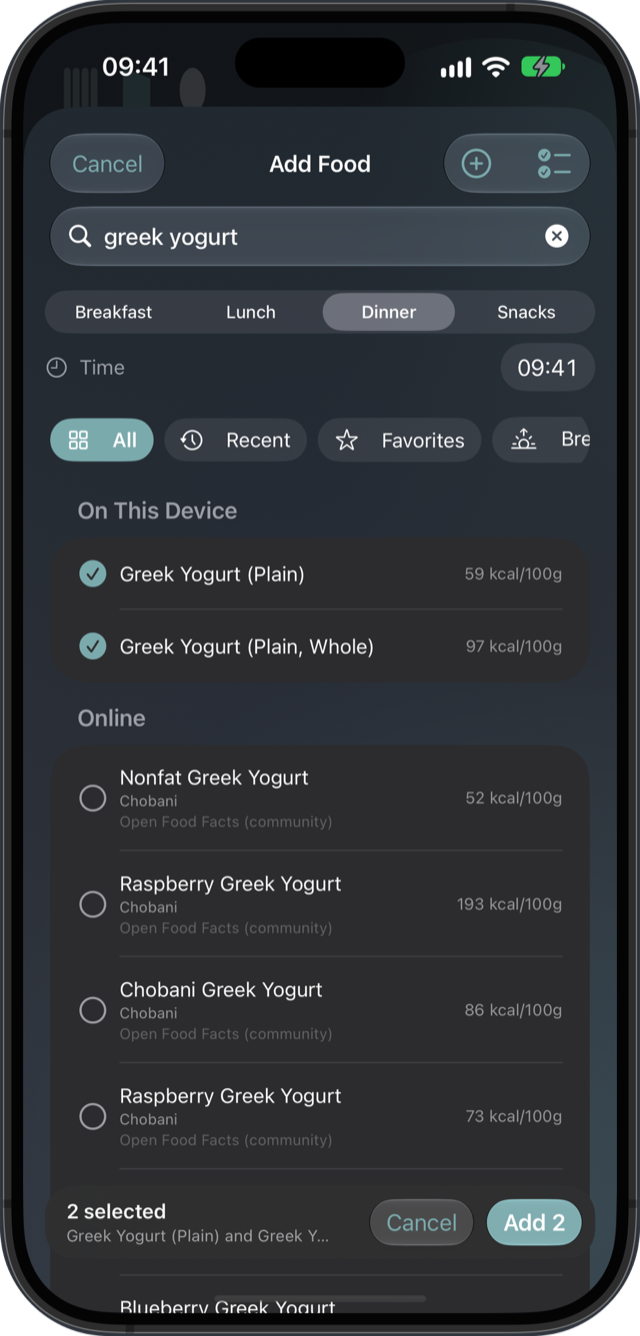 09:41
Cancel
Add Food
greek yogurt
Breakfast Lunch Dinner Snacks
Time 09:41
All Recent Favorites Bre
On This Device
Greek Yogurt (Plain) 59 kcal/100g
Greek Yogurt (Plain, Whole) 97 kcal/100g
Online
Nonfat Greek Yogurt
Chobani
Open Food Facts (community)
52 kcal/100g
Raspberry Greek Yogurt
Chobani
Open Food Facts (community)
193 kcal/100g
Chobani Greek Yogurt
Chobani
Open Food Facts (community)
86 kcal/100g
Raspberry Greek Yogurt
Chobani
Open Food Facts (community)
73 kcal/100g
2 selected
Greek Yogurt (Plain) and Greek Y...
Cancel
Add 2
Blueberry Greek Yogurt